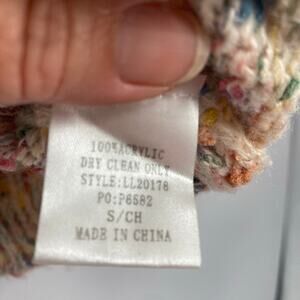 100%ACRYLIC
DRY CLEAN ONLY
STYLE:LL20178
PO:P6582
S/CH
MADE IN CHINA